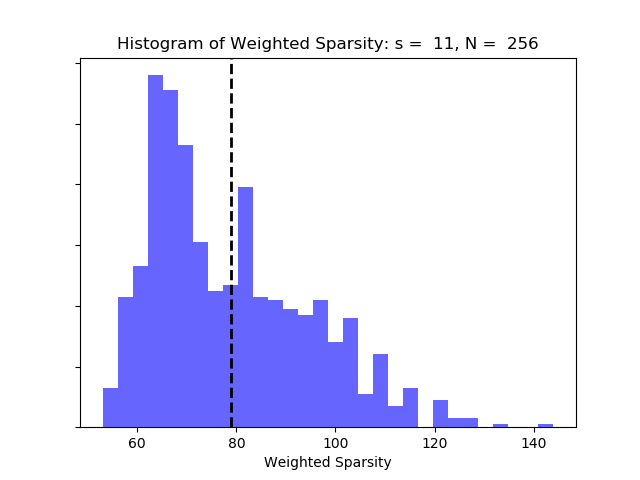 Histogram of Weighted Sparsity: s =  11, N =  256
60 80 100 120 140
Weighted Sparsity